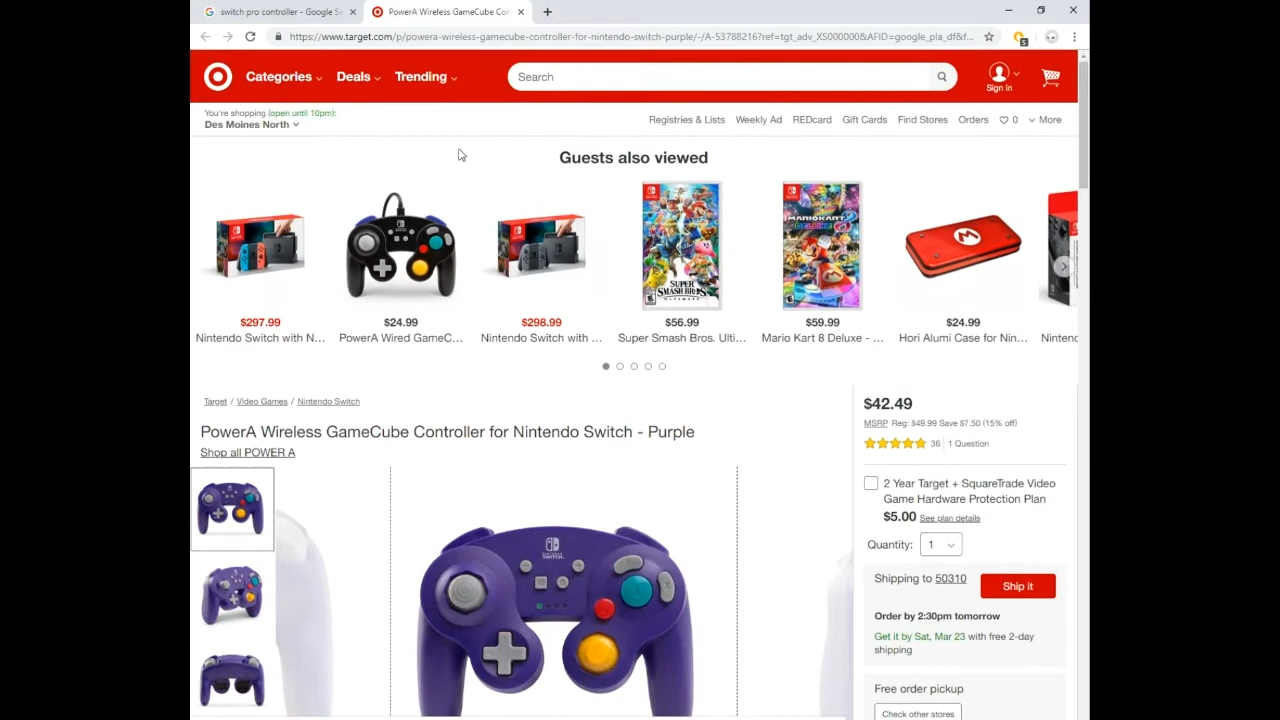 switch pro controller - Google Se
PowerA Wireless GameCube Con
https://www.target.com/p/powera-wireless-gamecube-controller-for-nintendo-switch-purple/-/A-53788216?ref=tgt_adv_XS000000&AFID=google_pla_df&f...
Categories
Deals
Trending
Search
Sign In
You're shopping (open until 10pm):
Des Moines North
Registries & Lists
Weekly Ad
REDcard
Gift Cards
Find Stores
Orders
0
More
Guests also viewed
SUPER
SMASH BROS.
ULTIMATE
MARIOKART
8 DELUXE
$297.99
$24.99
$298.99
$56.99
$59.99
$24.99
Nintendo Switch with N...
PowerA Wired GameC...
Nintendo Switch with ...
Super Smash Bros. Ulti...
Mario Kart 8 Deluxe - ...
Hori Alumi Case for Nin...
Nintend
Target / Video Games / Nintendo Switch
PowerA Wireless GameCube Controller for Nintendo Switch - Purple
Shop all POWER A
$42.49
MSRP Reg: $49.99 Save $7.50 (15% off)
36 | 1 Question
2 Year Target + SquareTrade Video
Game Hardware Protection Plan
$5.00 See plan details
Quantity: 1
Shipping to 50310
Ship it
Order by 2:30pm tomorrow
Get it by Sat, Mar 23 with free 2-day
shipping
Free order pickup
Check other stores